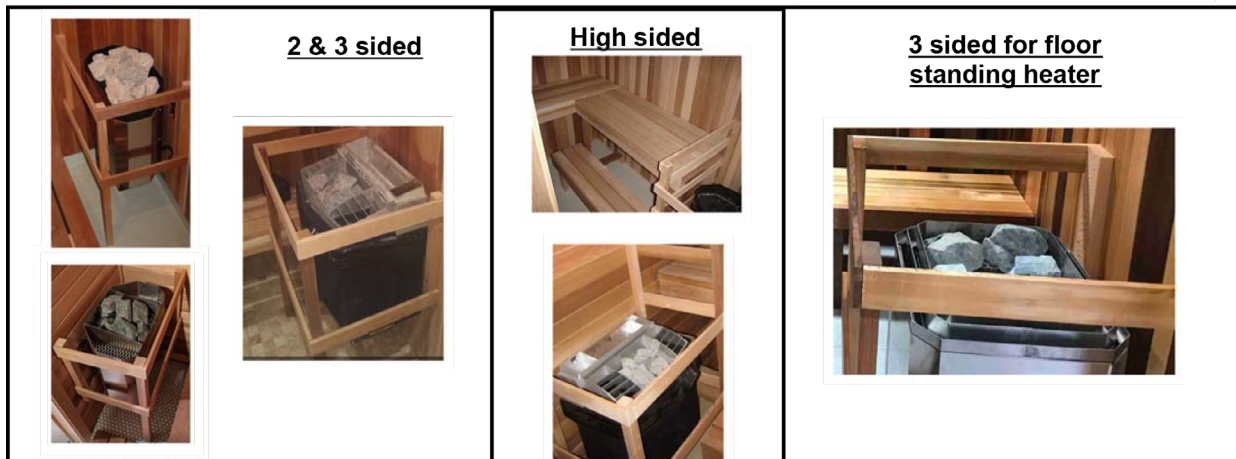 2 & 3 sided
High sided
3 sided for floor
standing heater